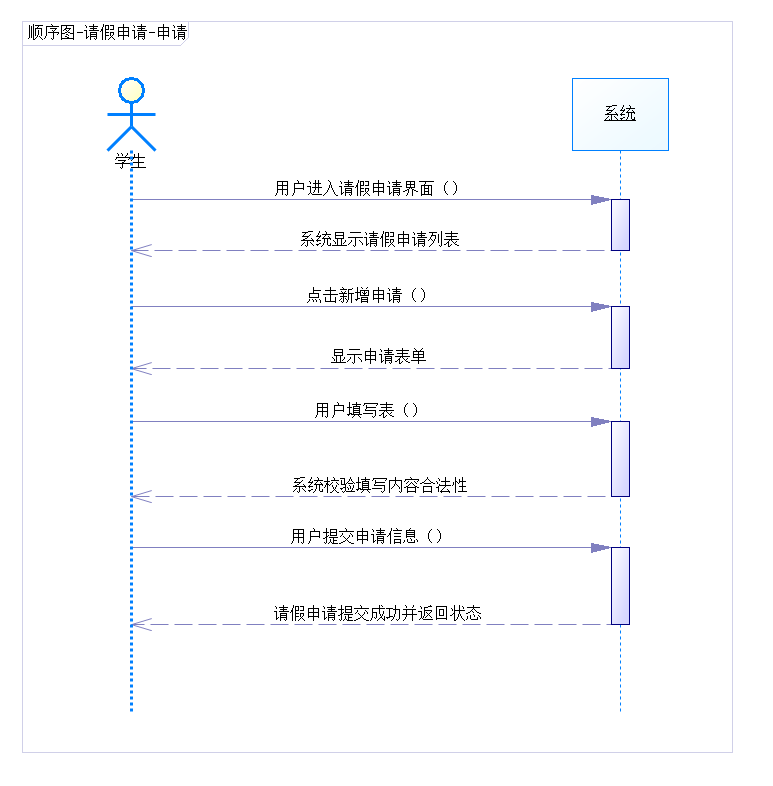 顺序图-请假申请-申请
系统
学生
用户进入请假申请界面（）
系统显示请假申请列表
点击新增申请（）
显示申请表单
用户填写表（）
系统校验填写内容合法性
用户提交申请信息（）
请假申请提交成功并返回状态